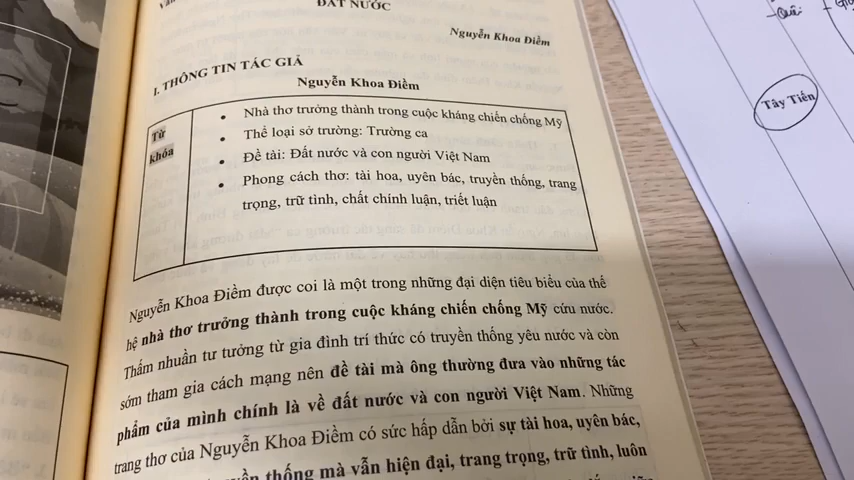 ĐẤT NƯỚC
Nguyễn Khoa Điềm
I. THÔNG TIN TÁC GIẢ
Nguyễn Khoa Điềm
Từ khóa
• Nhà thơ trưởng thành trong cuộc kháng chiến chống Mỹ
• Thể loại sở trường: Trường ca
• Đề tài: Đất nước và con người Việt Nam
• Phong cách thơ: tài hoa, uyên bác, truyền thống, trang
trọng, trữ tình, chất chính luận, triết luận
Nguyễn Khoa Điềm được coi là một trong những đại diện tiêu biểu của thế
hệ nhà thơ trưởng thành trong cuộc kháng chiến chống Mỹ cứu nước.
Thấm nhuần tư tưởng từ gia đình trí thức có truyền thống yêu nước và còn
sớm tham gia cách mạng nên đề tài mà ông thường đưa vào những tác
phẩm của mình chính là về đất nước và con người Việt Nam. Những
trang thơ của Nguyễn Khoa Điềm có sức hấp dẫn bởi sự tài hoa, uyên bác,
thống mà vẫn hiện đại, trang trọng, trữ tình, luôn
Tây Tiến